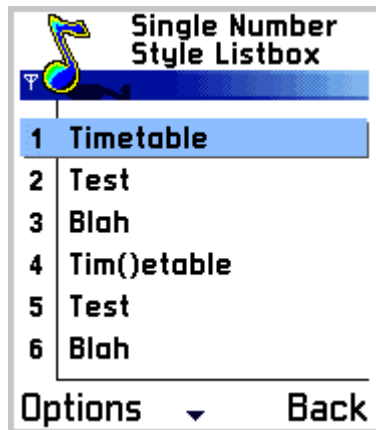 Single Number
Style Listbox
1 Timetable
2 Test
3 Blah
4 Tim()etable
5 Test
6 Blah
Options Back